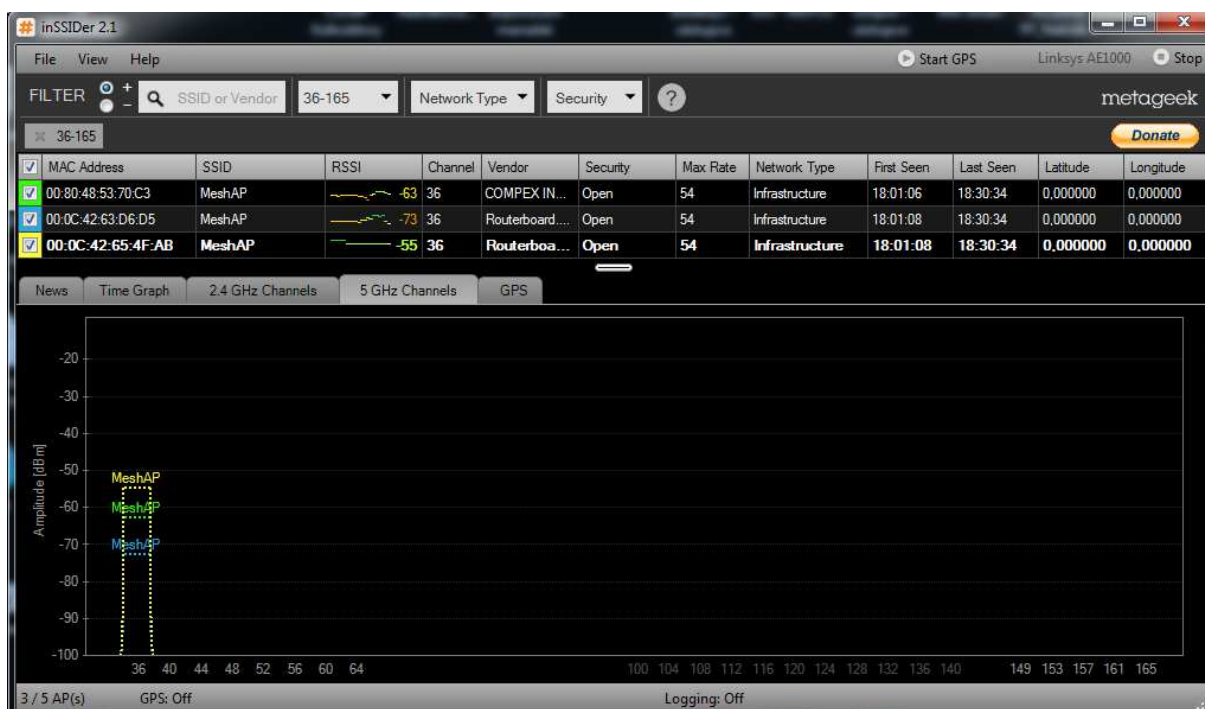 inSSIDer 2.1
File View Help Start GPS Linksys AE1000 Stop
FILTER + - SSID or Vendor 36-165 Network Type Security ? metageek
36-165 Donate
MAC Address SSID RSSI Channel Vendor Security Max Rate Network Type First Seen Last Seen Latitude Longitude
00:80:48:53:70:C3 MeshAP -63 36 COMPEX IN... Open 54 Infrastructure 18:01:06 18:30:34 0,000000 0,000000
00:0C:42:63:D6:D5 MeshAP -73 36 Routerboard.... Open 54 Infrastructure 18:01:08 18:30:34 0,000000 0,000000
00:0C:42:65:4F:AB MeshAP -55 36 Routerboa... Open 54 Infrastructure 18:01:08 18:30:34 0,000000 0,000000
News Time Graph 2.4 GHz Channels 5 GHz Channels GPS
Amplitude [dBm]
-20
-30
-40
-50
MeshAP
-60
MeshAP
-70
MeshAP
-80
-90
-100
36 40 44 48 52 56 60 64 100 104 108 112 116 120 124 128 132 136 140 149 153 157 161 165
3 / 5 AP(s) GPS: Off Logging: Off